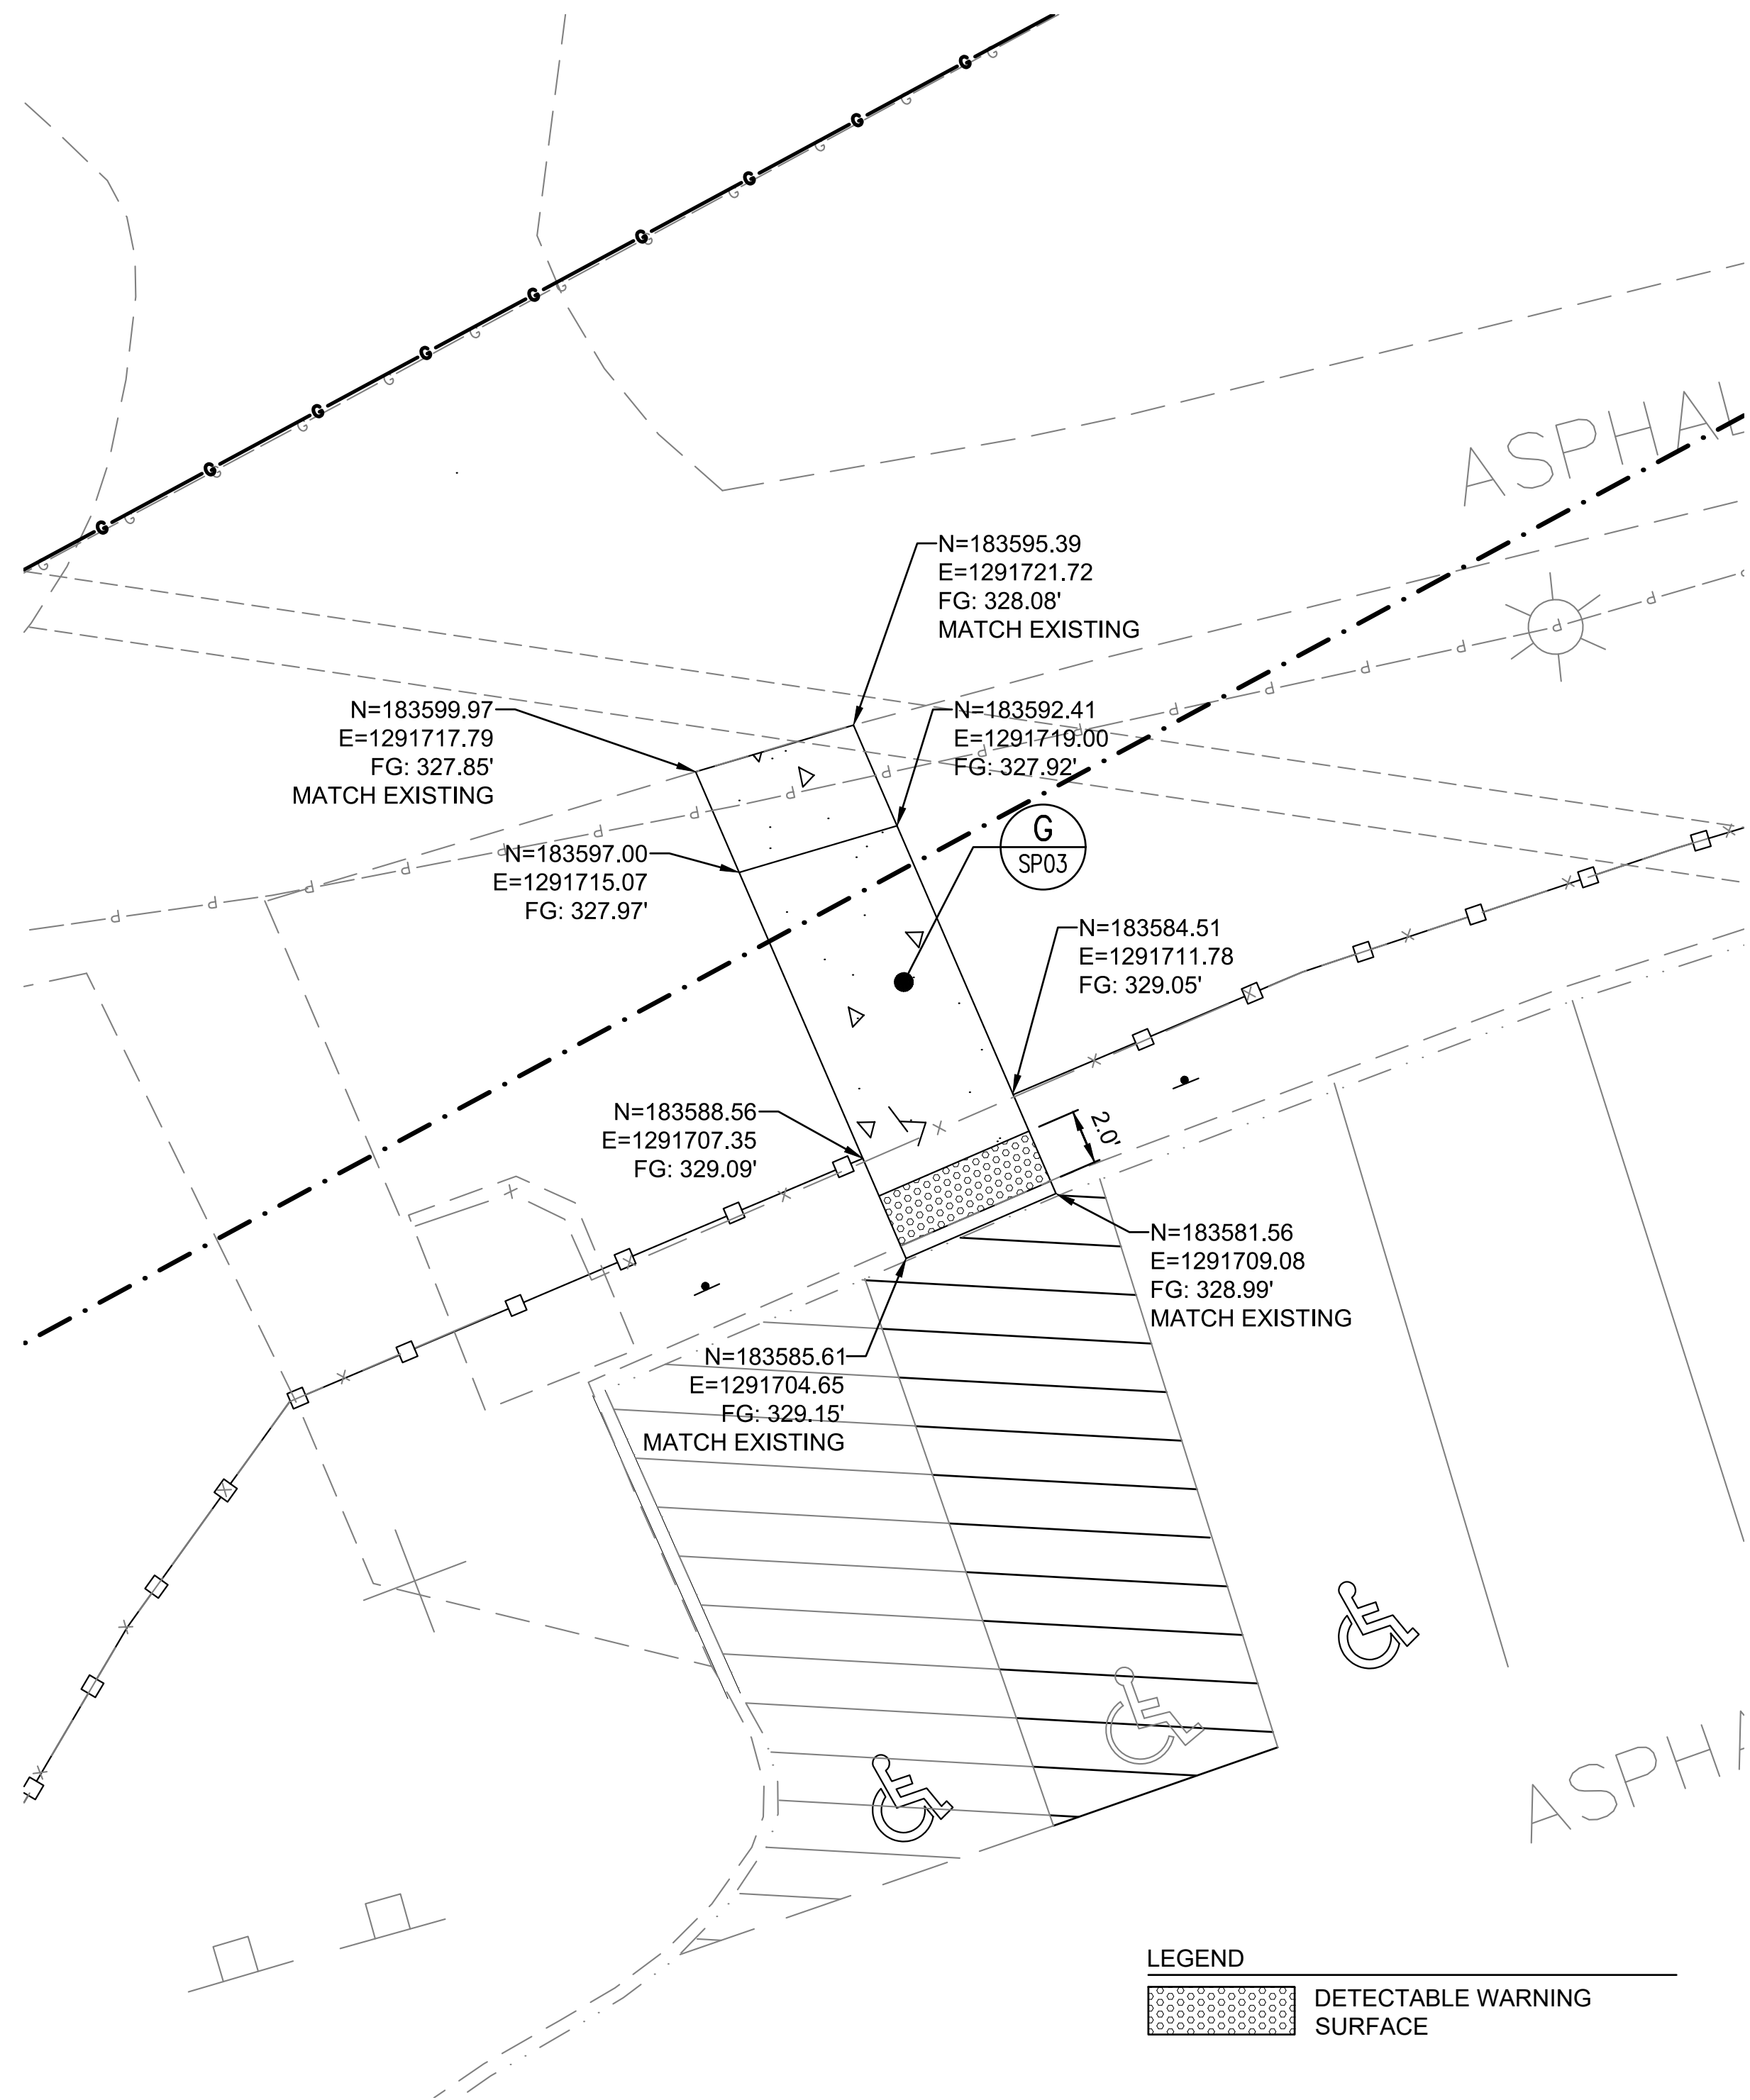 G G G G G G G G G
G G G G G G G G G G G
ASPHAL
N=183595.39
E=1291721.72
FG: 328.08'
MATCH EXISTING
N=183599.97
E=1291717.79
FG: 327.85'
MATCH EXISTING
N=183592.41
E=1291719.00
FG: 327.92'
G
SP03
N=183597.00
E=1291715.07
FG: 327.97'
N=183584.51
E=1291711.78
FG: 329.05'
N=183588.56
E=1291707.35
FG: 329.09'
2.0'
N=183581.56
E=1291709.08
FG: 328.99'
MATCH EXISTING
N=183585.61
E=1291704.65
FG: 329.15'
MATCH EXISTING
ASPHA
LEGEND
DETECTABLE WARNING
SURFACE